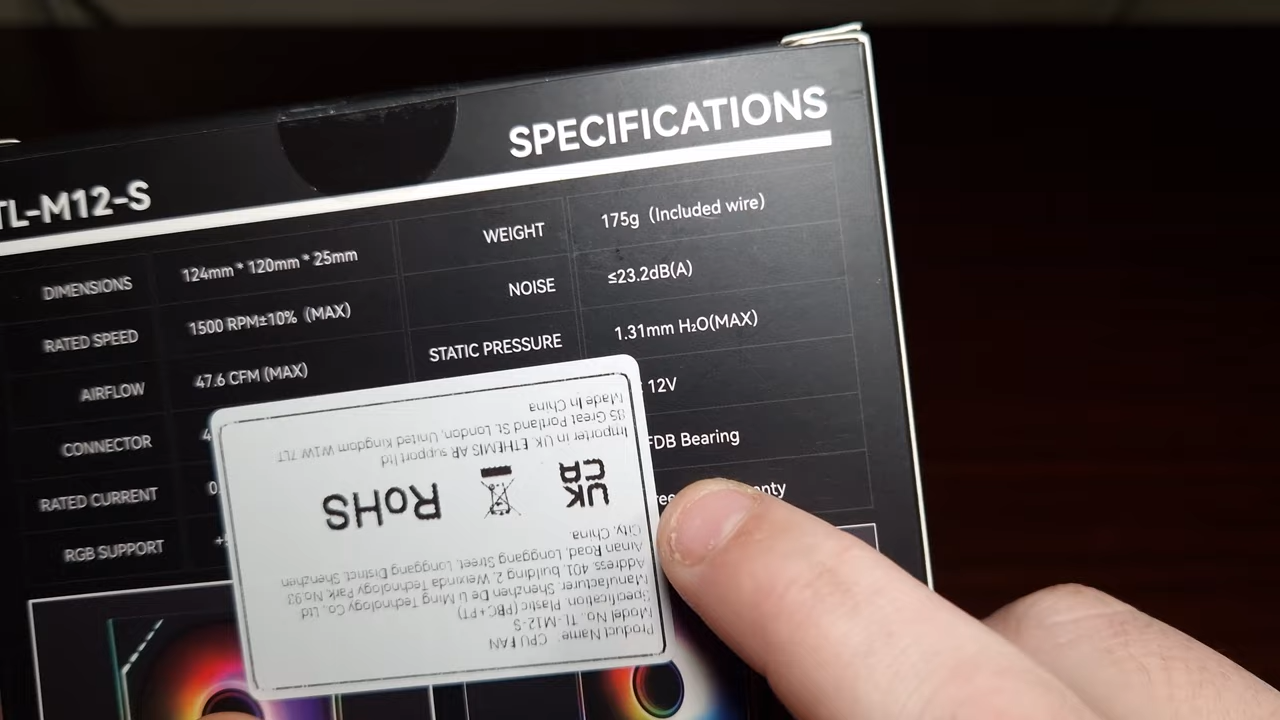 SPECIFICATIONS
TL-M12-S
DIMENSIONS 124mm * 120mm * 25mm WEIGHT 175g (Included wire)
RATED SPEED 1500 RPM±10% (MAX) NOISE ≤23.2dB(A)
AIRFLOW 47.6 CFM (MAX) STATIC PRESSURE 1.31mm H₂O(MAX)
CONNECTOR 4 12V
RATED CURRENT 0. FDB Bearing
RGB SUPPORT
Product Name: CPU FAN
Model No.: TL-M12-S
Specification: Plastic (PBC+PT)
Manufacturer: Shenzhen De Li Ming Technology Co., Ltd
Address: 401, building 2, Weixinda Technology Park, No.93
Ainan Road, Longgang Street, Longgang District, Shenzhen
City, China.
UK
CA
RoHS
Importer in UK: ETHEMIS AR support ltd
85 Great Portland St, London, United Kingdom W1W 7LT
Made In China